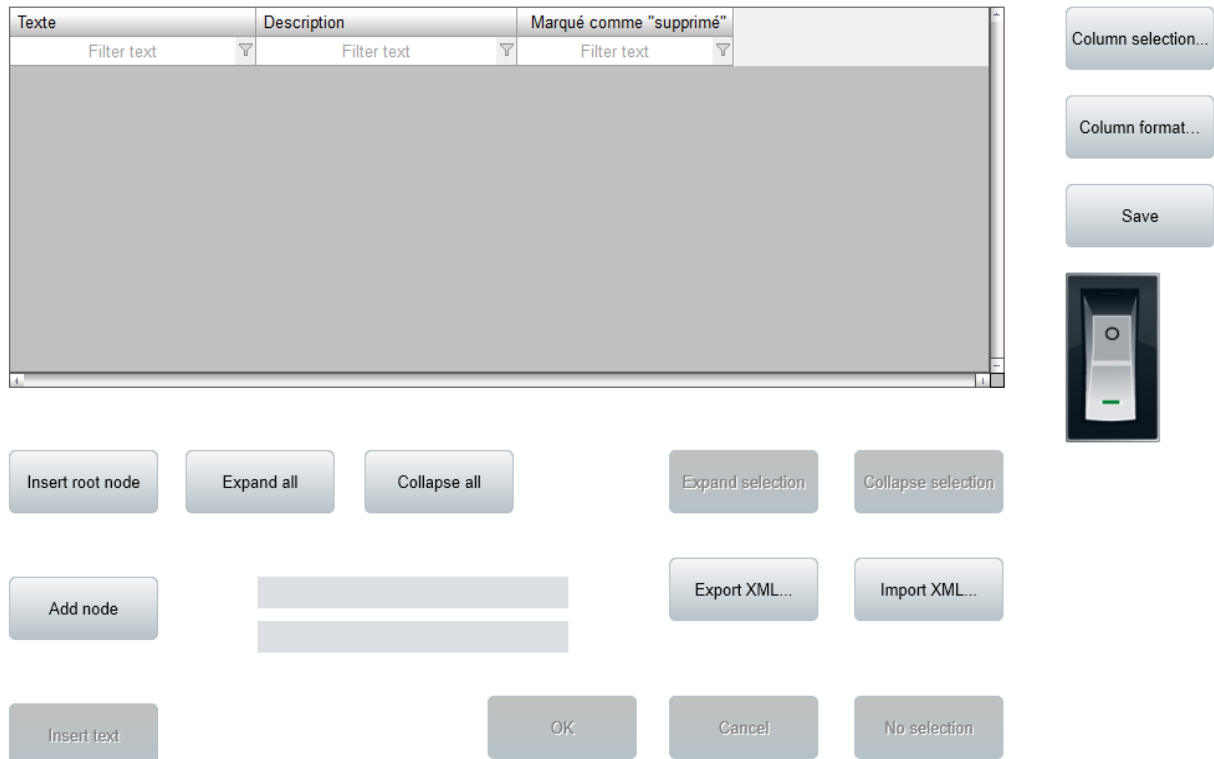 Texte Description Marqué comme "supprimé"
Filter text Filter text Filter text
Column selection...
Column format...
Save
Insert root node Expand all Collapse all Expand selection Collapse selection
Export XML... Import XML...
Add node
Insert text OK Cancel No selection